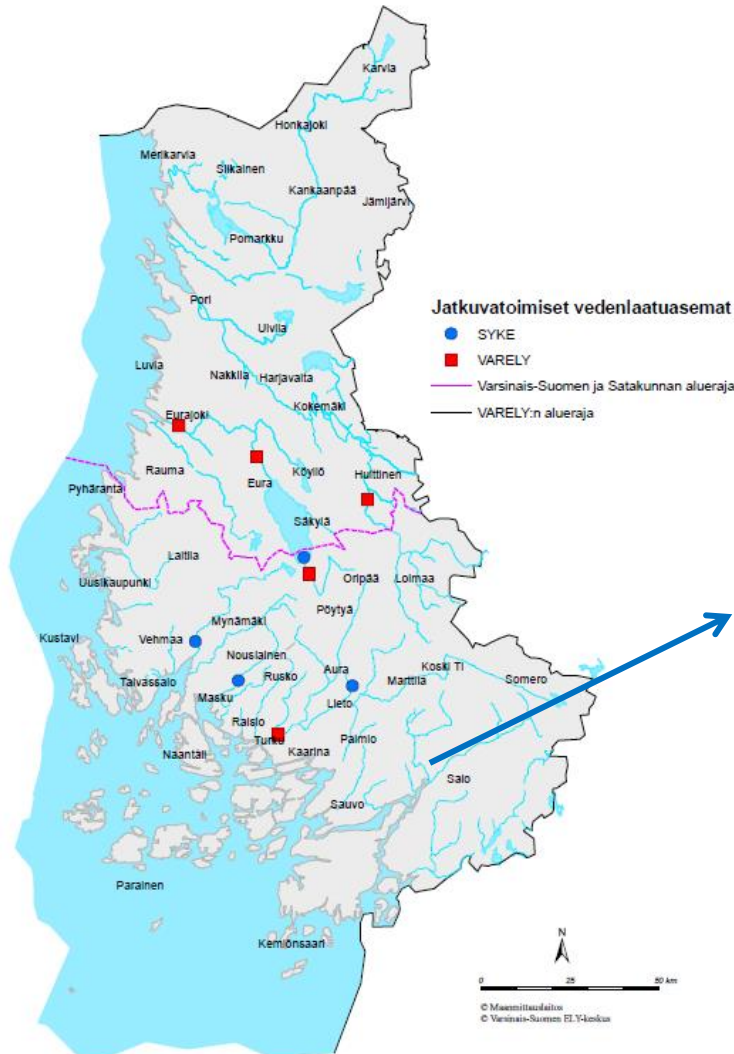 Karvia
Honkajoki
Merikarvia
Siikainen
Kankaanpää
Jämijärvi
Pomarkku
Jatkuvatoimiset vedenlaatuasemat
SYKE
VARELY
Varsinais-Suomen ja Satakunnan alueraja
VARELY:n alueraja
Pori
Ulvila
Luvia
Nakkila
Harjavalta
Kokemäki
Eurajoki
Rauma
Köyliö
Huittinen
Eura
Pyhäranta
Säkylä
Laitila
Oripää
Loimaa
Uusikaupunki
Pöytyä
Mynämäki
Kustavi
Vehmaa
Nousiainen
Aura
Koski Tl
Taivassalo
Rusko
Marttila
Somero
Masku
Lieto
Raisio
Turku
Paimio
Naantali
Kaarina
Salo
Sauvo
Parainen
Kemiönsaari
N
0 25 50 km
© Maanmittauslaitos
© Varsinais-Suomen ELY-keskus